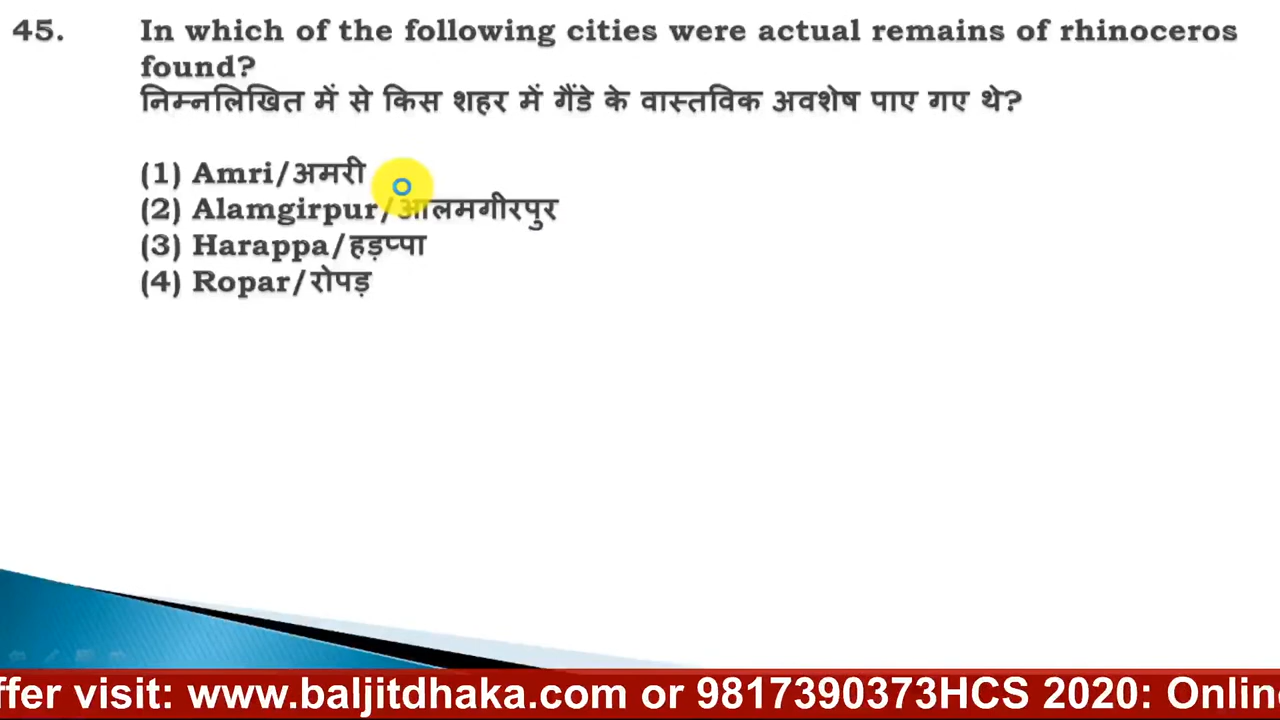 45. In which of the following cities were actual remains of rhinoceros
found?
निम्नलिखित में से किस शहर में गैंडे के वास्तविक अवशेष पाए गए थे?
(1) Amri/अमरी
(2) Alamgirpur/आलमगीरपुर
(3) Harappa/हड़प्पा
(4) Ropar/रोपड़
ffer visit: www.baljitdhaka.com or 9817390373HCS 2020: Onlin